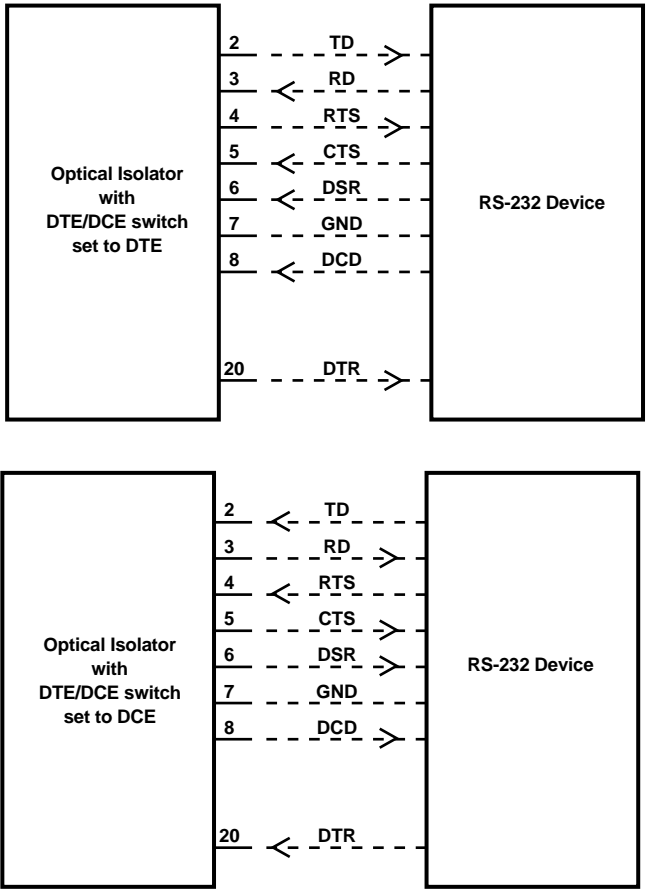 2 TD
3 RD
4 RTS
5 CTS
6 DSR
7 GND
8 DCD
20 DTR
Optical Isolator
with
DTE/DCE switch
set to DTE
RS-232 Device
2 TD
3 RD
4 RTS
5 CTS
6 DSR
7 GND
8 DCD
20 DTR
Optical Isolator
with
DTE/DCE switch
set to DCE
RS-232 Device